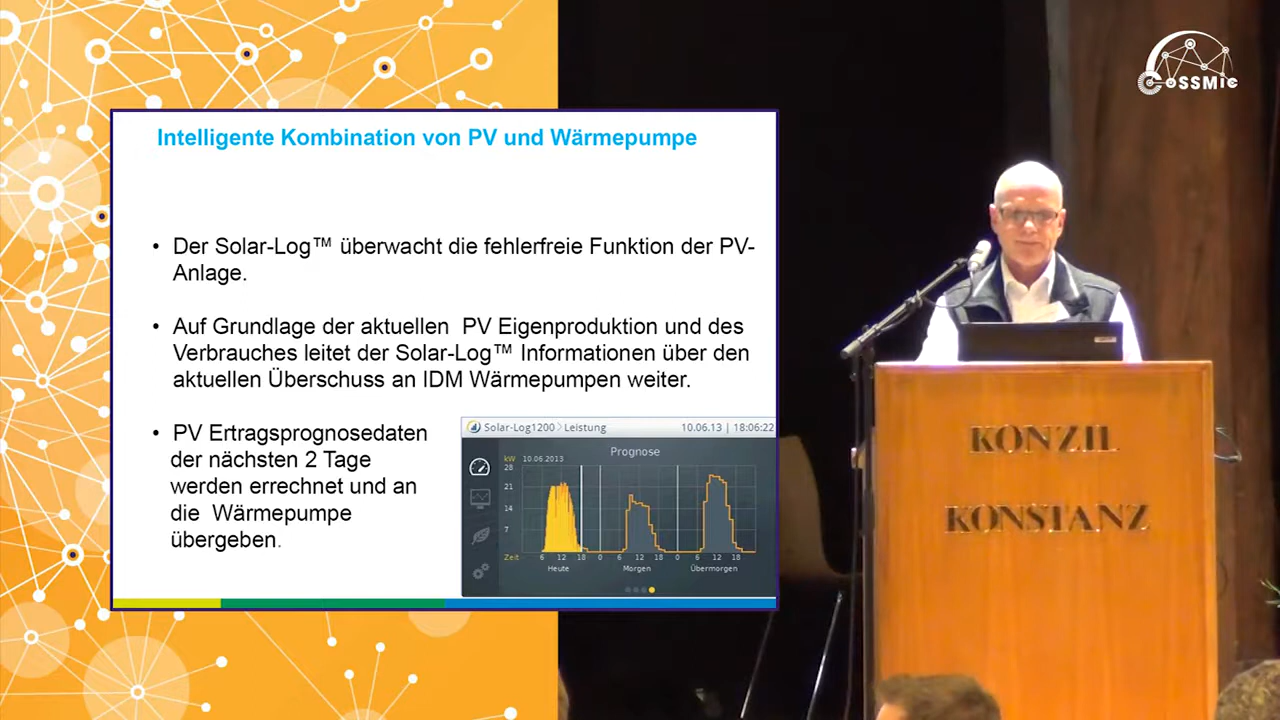 CoSSMic
Intelligente Kombination von PV und Wärmepumpe
• Der Solar-Log™ überwacht die fehlerfreie Funktion der PV-
Anlage.
• Auf Grundlage der aktuellen PV Eigenproduktion und des
Verbrauches leitet der Solar-Log™ Informationen über den
aktuellen Überschuss an IDM Wärmepumpen weiter.
• PV Ertragsprognosedaten
der nächsten 2 Tage
werden errechnet und an
die Wärmepumpe
übergeben.
Solar-Log1200 > Leistung 10.06.13 | 18:06:22
Prognose
kW 10.06.2013
28
21
14
7
Zeit 6 12 18 0 6 12 18 0 6 12 18
Heute Morgen Übermorgen
KONZIL
KONSTANZ